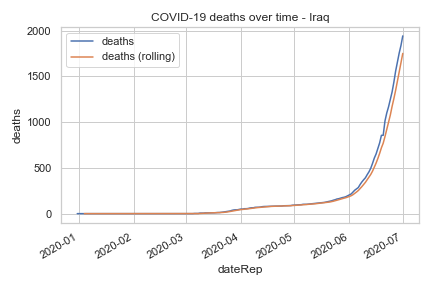 COVID-19 deaths over time - Iraq
2000
1500
1000
500
0
deaths
deaths
deaths (rolling)
2020-01
2020-02
2020-03
2020-04
2020-05
2020-06
2020-07
dateRep